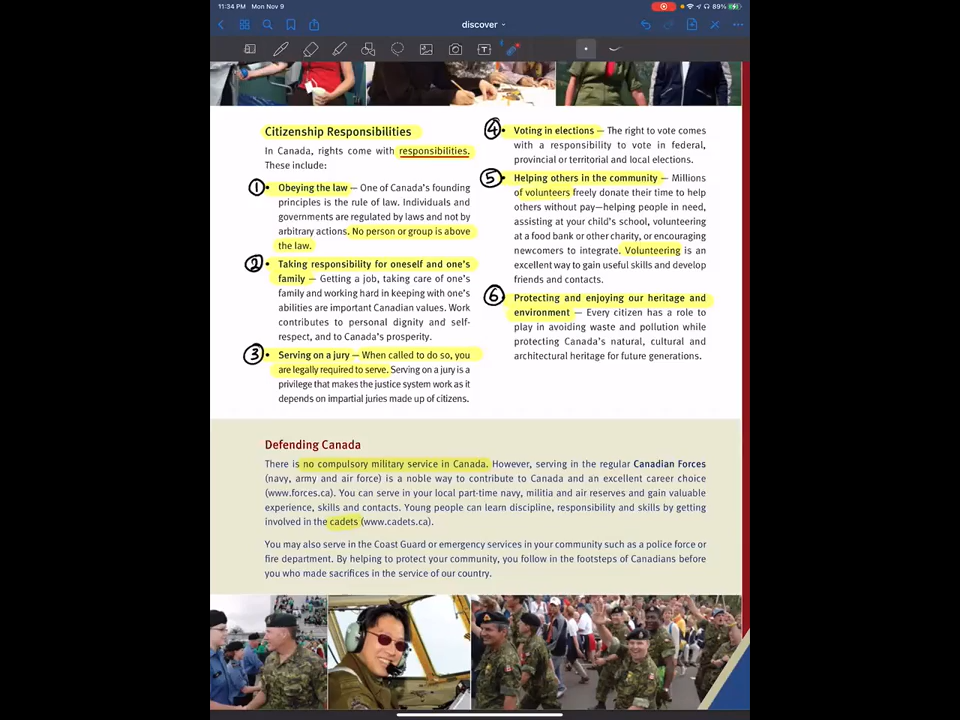 11:34 PM Mon Nov 9
89%
discover
Citizenship Responsibilities
In Canada, rights come with responsibilities.
These include:
1 • Obeying the law — One of Canada's founding
principles is the rule of law. Individuals and
governments are regulated by laws and not by
arbitrary actions. No person or group is above
the law.
2 • Taking responsibility for oneself and one's
family — Getting a job, taking care of one's
family and working hard in keeping with one's
abilities are important Canadian values. Work
contributes to personal dignity and self-
respect, and to Canada's prosperity.
3 • Serving on a jury — When called to do so, you
are legally required to serve. Serving on a jury is a
privilege that makes the justice system work as it
depends on impartial juries made up of citizens.
4 • Voting in elections — The right to vote comes
with a responsibility to vote in federal,
provincial or territorial and local elections.
5 • Helping others in the community — Millions
of volunteers freely donate their time to help
others without pay—helping people in need,
assisting at your child's school, volunteering
at a food bank or other charity, or encouraging
newcomers to integrate. Volunteering is an
excellent way to gain useful skills and develop
friends and contacts.
6 • Protecting and enjoying our heritage and
environment — Every citizen has a role to
play in avoiding waste and pollution while
protecting Canada's natural, cultural and
architectural heritage for future generations.
Defending Canada
There is no compulsory military service in Canada. However, serving in the regular Canadian Forces
(navy, army and air force) is a noble way to contribute to Canada and an excellent career choice
(www.forces.ca). You can serve in your local part-time navy, militia and air reserves and gain valuable
experience, skills and contacts. Young people can learn discipline, responsibility and skills by getting
involved in the cadets (www.cadets.ca).
You may also serve in the Coast Guard or emergency services in your community such as a police force or
fire department. By helping to protect your community, you follow in the footsteps of Canadians before
you who made sacrifices in the service of our country.